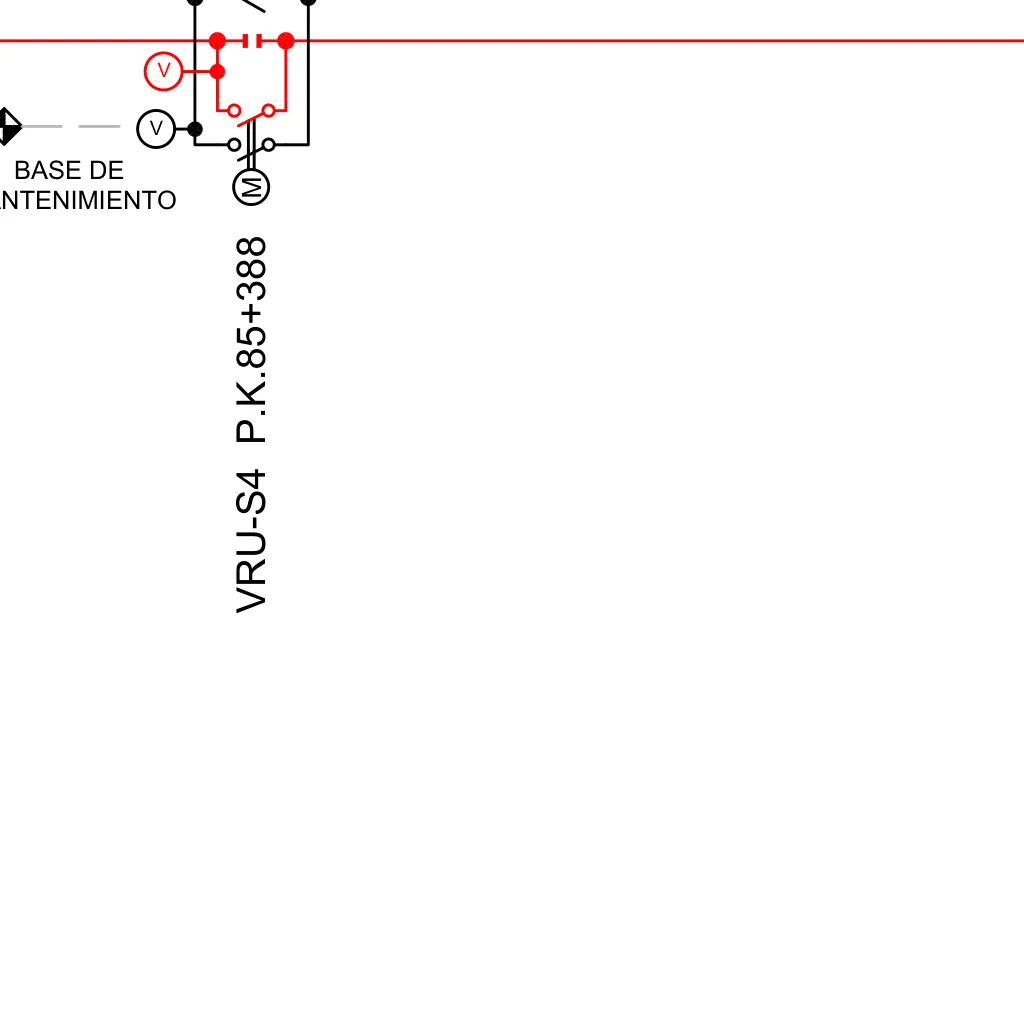 V
V
BASE DE
NTENIMIENTO
M
VRU-S4 P.K.85+388